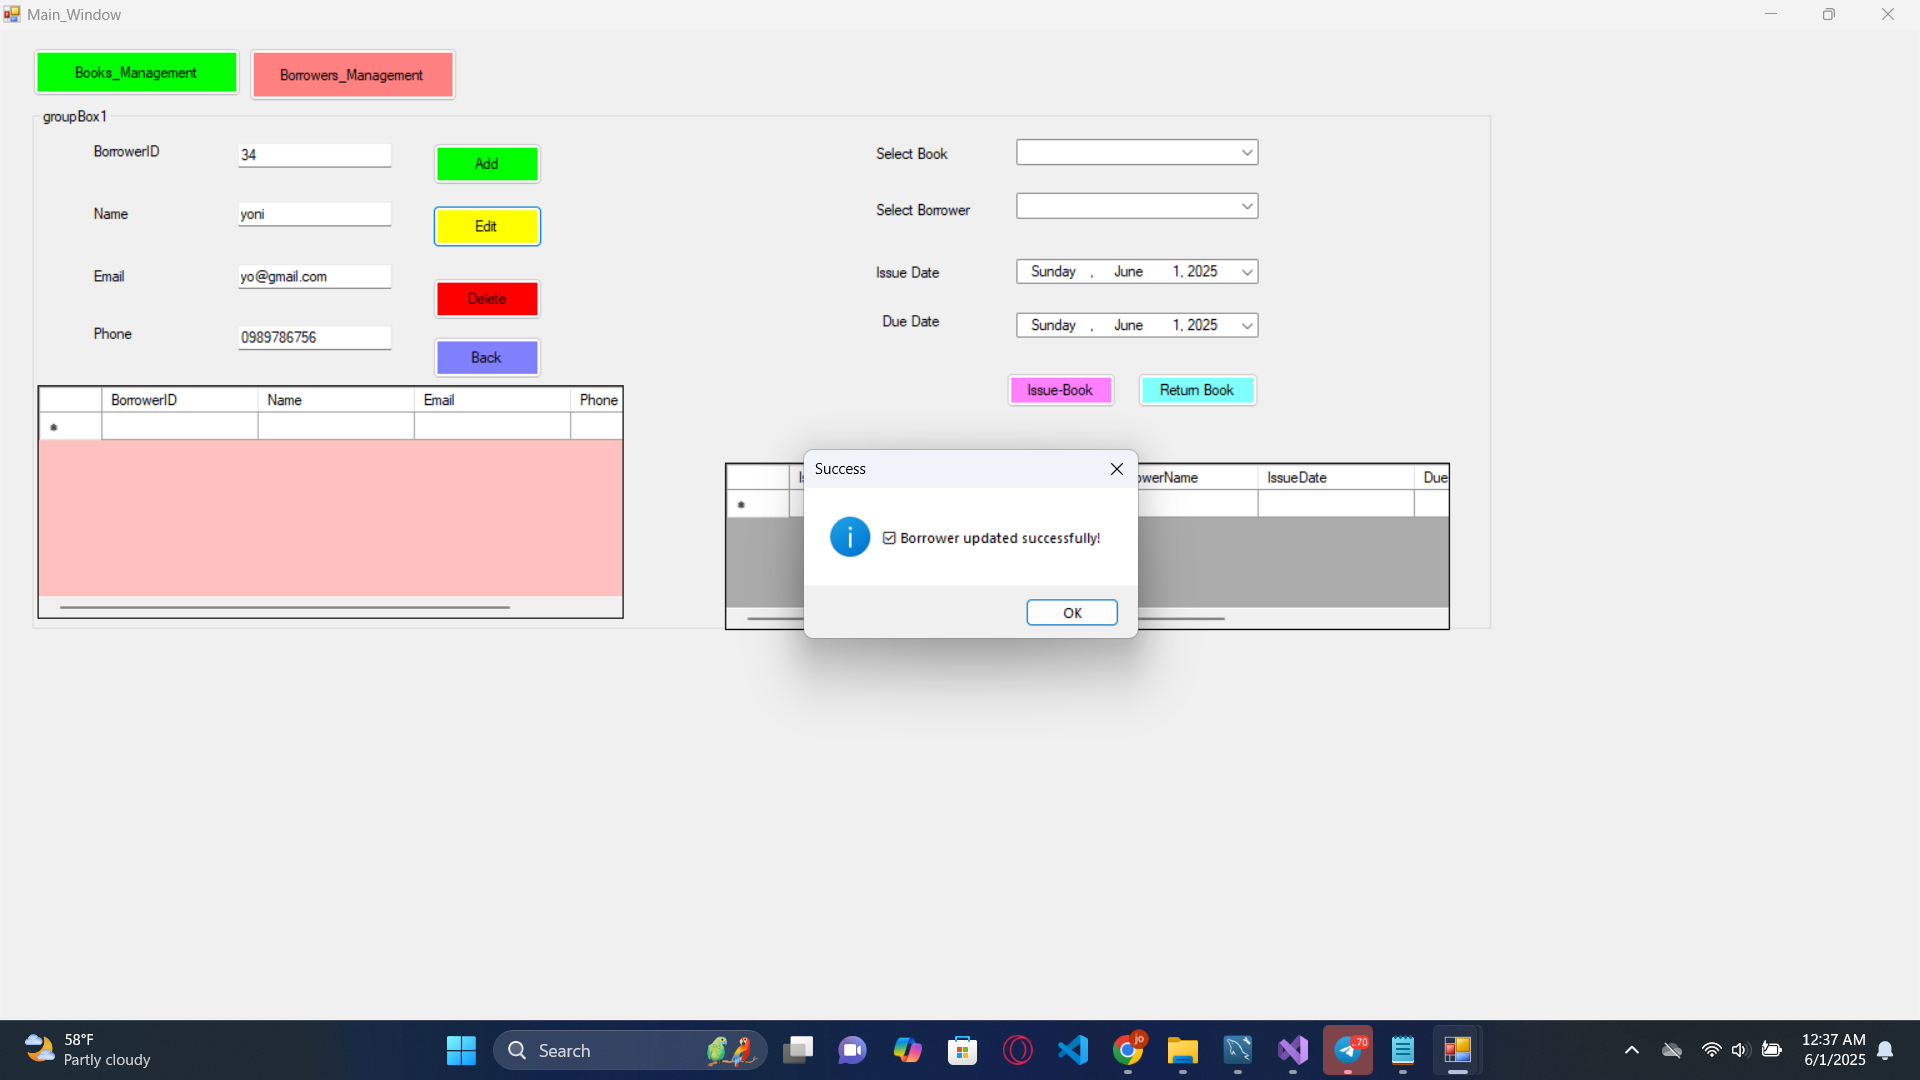 Main_Window
Books_Management
Borrowers_Management
groupBox1
BorrowerID
34
Add
Name
yoni
Edit
Email
yo@gmail.com
Delete
Phone
0989786756
Back
BorrowerID Name Email Phone
Select Book
Select Borrower
Issue Date
Sunday , June 1, 2025
Due Date
Sunday , June 1, 2025
Issue-Book
Return Book
owerName IssueDate Due
Success
Borrower updated successfully!
OK
58°F
Partly cloudy
Search
jo
70
12:37 AM
6/1/2025